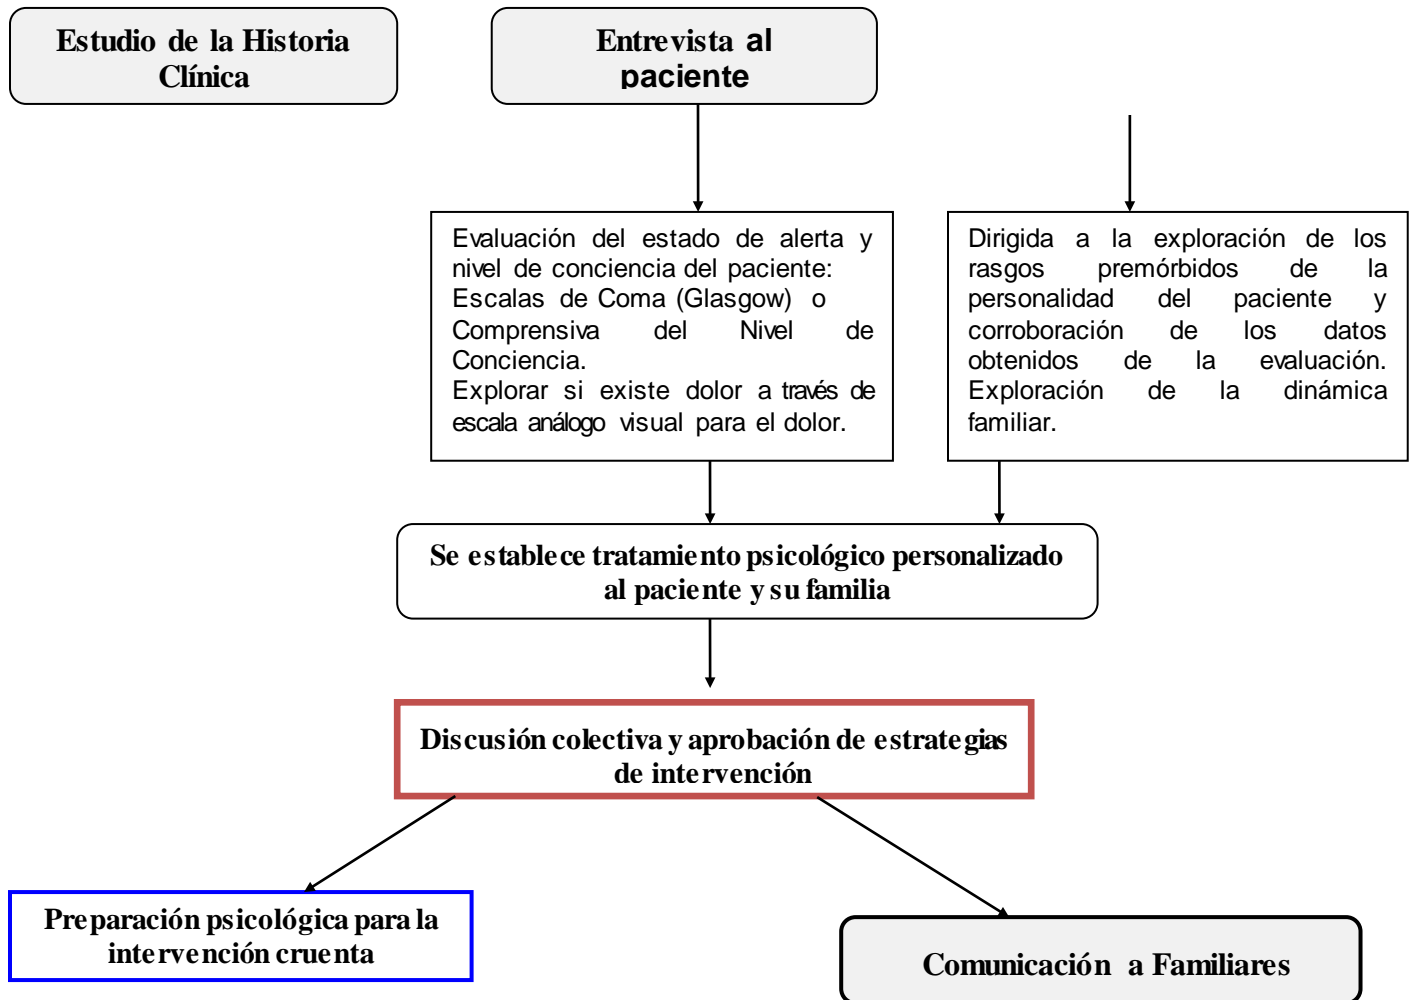 Estudio de la Historia
Clínica
Entrevista al
paciente
Evaluación del estado de alerta y
nivel de conciencia del paciente:
Escalas de Coma (Glasgow) o
Comprensiva del Nivel de
Conciencia.
Explorar si existe dolor a través de
escala análogo visual para el dolor.
Dirigida a la exploración de los
rasgos premórbidos de la
personalidad del paciente y
corroboración de los datos
obtenidos de la evaluación.
Exploración de la dinámica
familiar.
Se establece tratamiento psicológico personalizado
al paciente y su familia
Discusión colectiva y aprobación de estrategias
de intervención
Preparación psicológica para la
intervención cruenta
Comunicación a Familiares